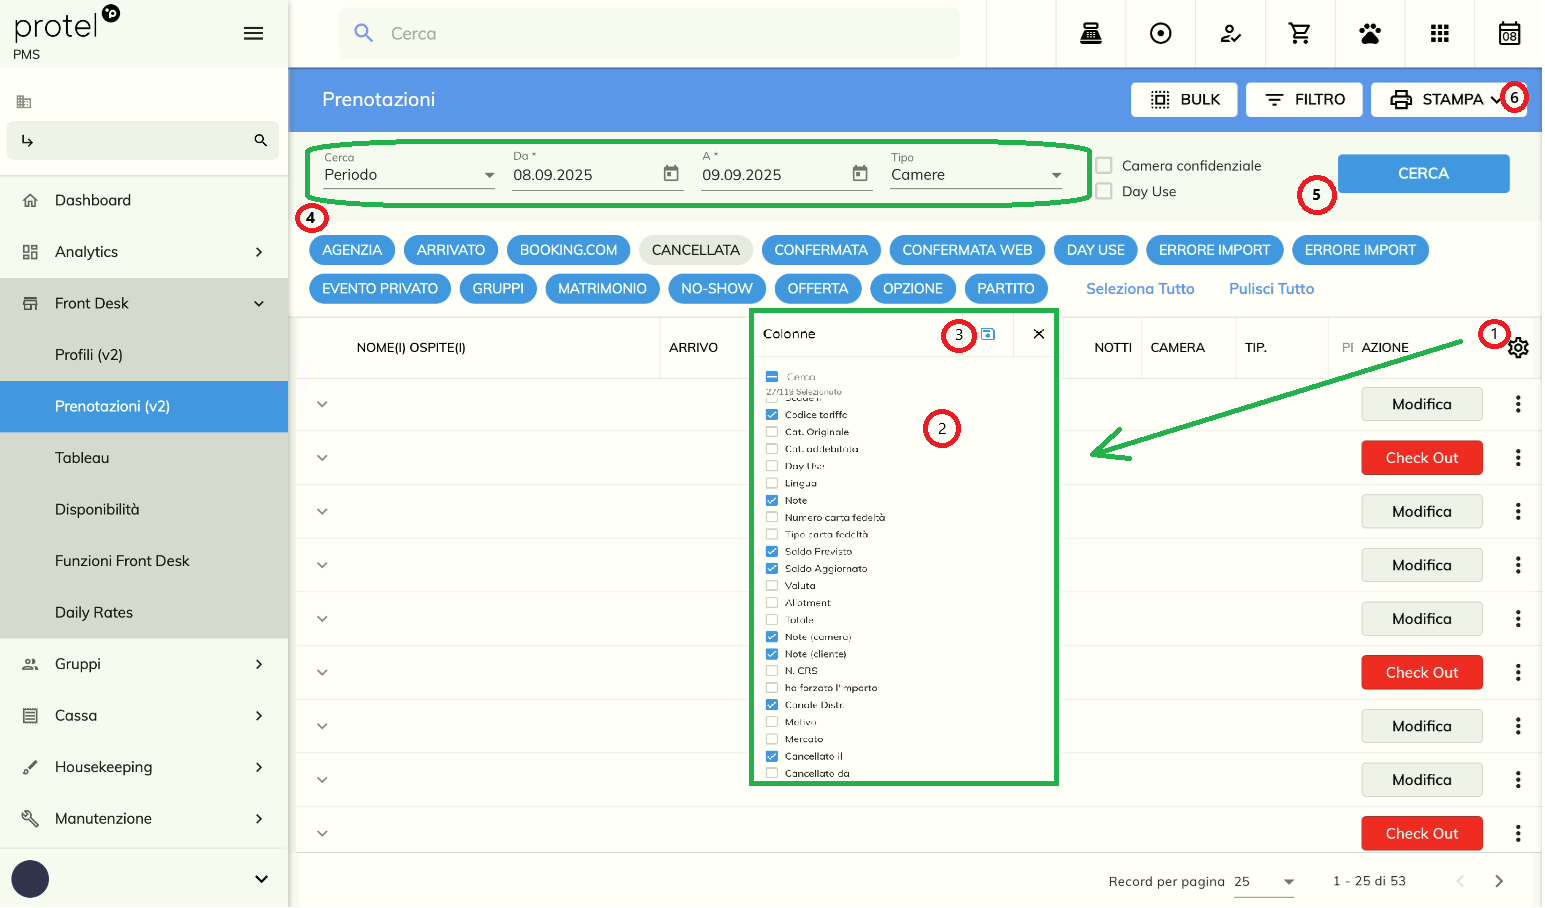 protel
PMS
Cerca
08
Prenotazioni
BULK
FILTRO
STAMPA
6
Cerca
Periodo
Da *
08.09.2025
A *
09.09.2025
Tipo
Camere
Camera confidenziale
Day Use
5
CERCA
4
AGENZIA
ARRIVATO
BOOKING.COM
CANCELLATA
CONFERMATA
CONFERMATA WEB
DAY USE
ERRORE IMPORT
ERRORE IMPORT
EVENTO PRIVATO
GRUPPI
MATRIMONIO
NO-SHOW
OFFERTA
OPZIONE
PARTITO
Seleziona Tutto
Pulisci Tutto
Dashboard
Analytics
Front Desk
Profili (v2)
Prenotazioni (v2)
Tableau
Disponibilità
Funzioni Front Desk
Daily Rates
Gruppi
Cassa
Housekeeping
Manutenzione
NOME(I) OSPITE(I)
ARRIVO
NOTTI
CAMERA
TIP.
AZIONE
1
Colonne
3
Cerca
27/119 Selezionato
2
Codice tariffa
Cat. Originale
Cat. addebitata
Day Use
Lingua
Note
Numero carta fedeltà
Tipo carta fedeltà
Saldo Previsto
Saldo Aggiornato
Valuta
Allotment
Totale
Note (camera)
Note (cliente)
N. CRS
ha forzato l'importo
Canale Distr.
Motivo
Mercato
Cancellato il
Cancellato da
Modifica
Check Out
Modifica
Modifica
Modifica
Check Out
Modifica
Modifica
Check Out
Record per pagina
25
1 - 25 di 53